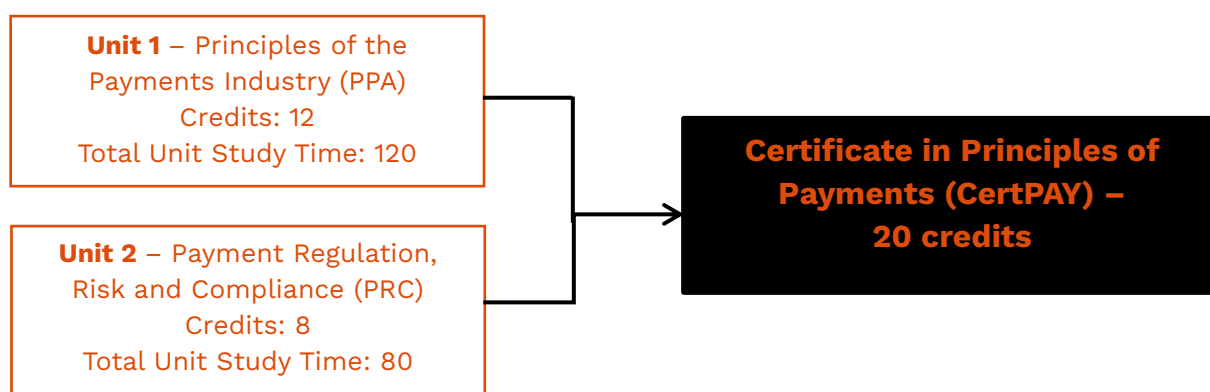 Unit 1 – Principles of the
Payments Industry (PPA)
Credits: 12
Total Unit Study Time: 120
Unit 2 – Payment Regulation,
Risk and Compliance (PRC)
Credits: 8
Total Unit Study Time: 80
Certificate in Principles of
Payments (CertPAY) –
20 credits